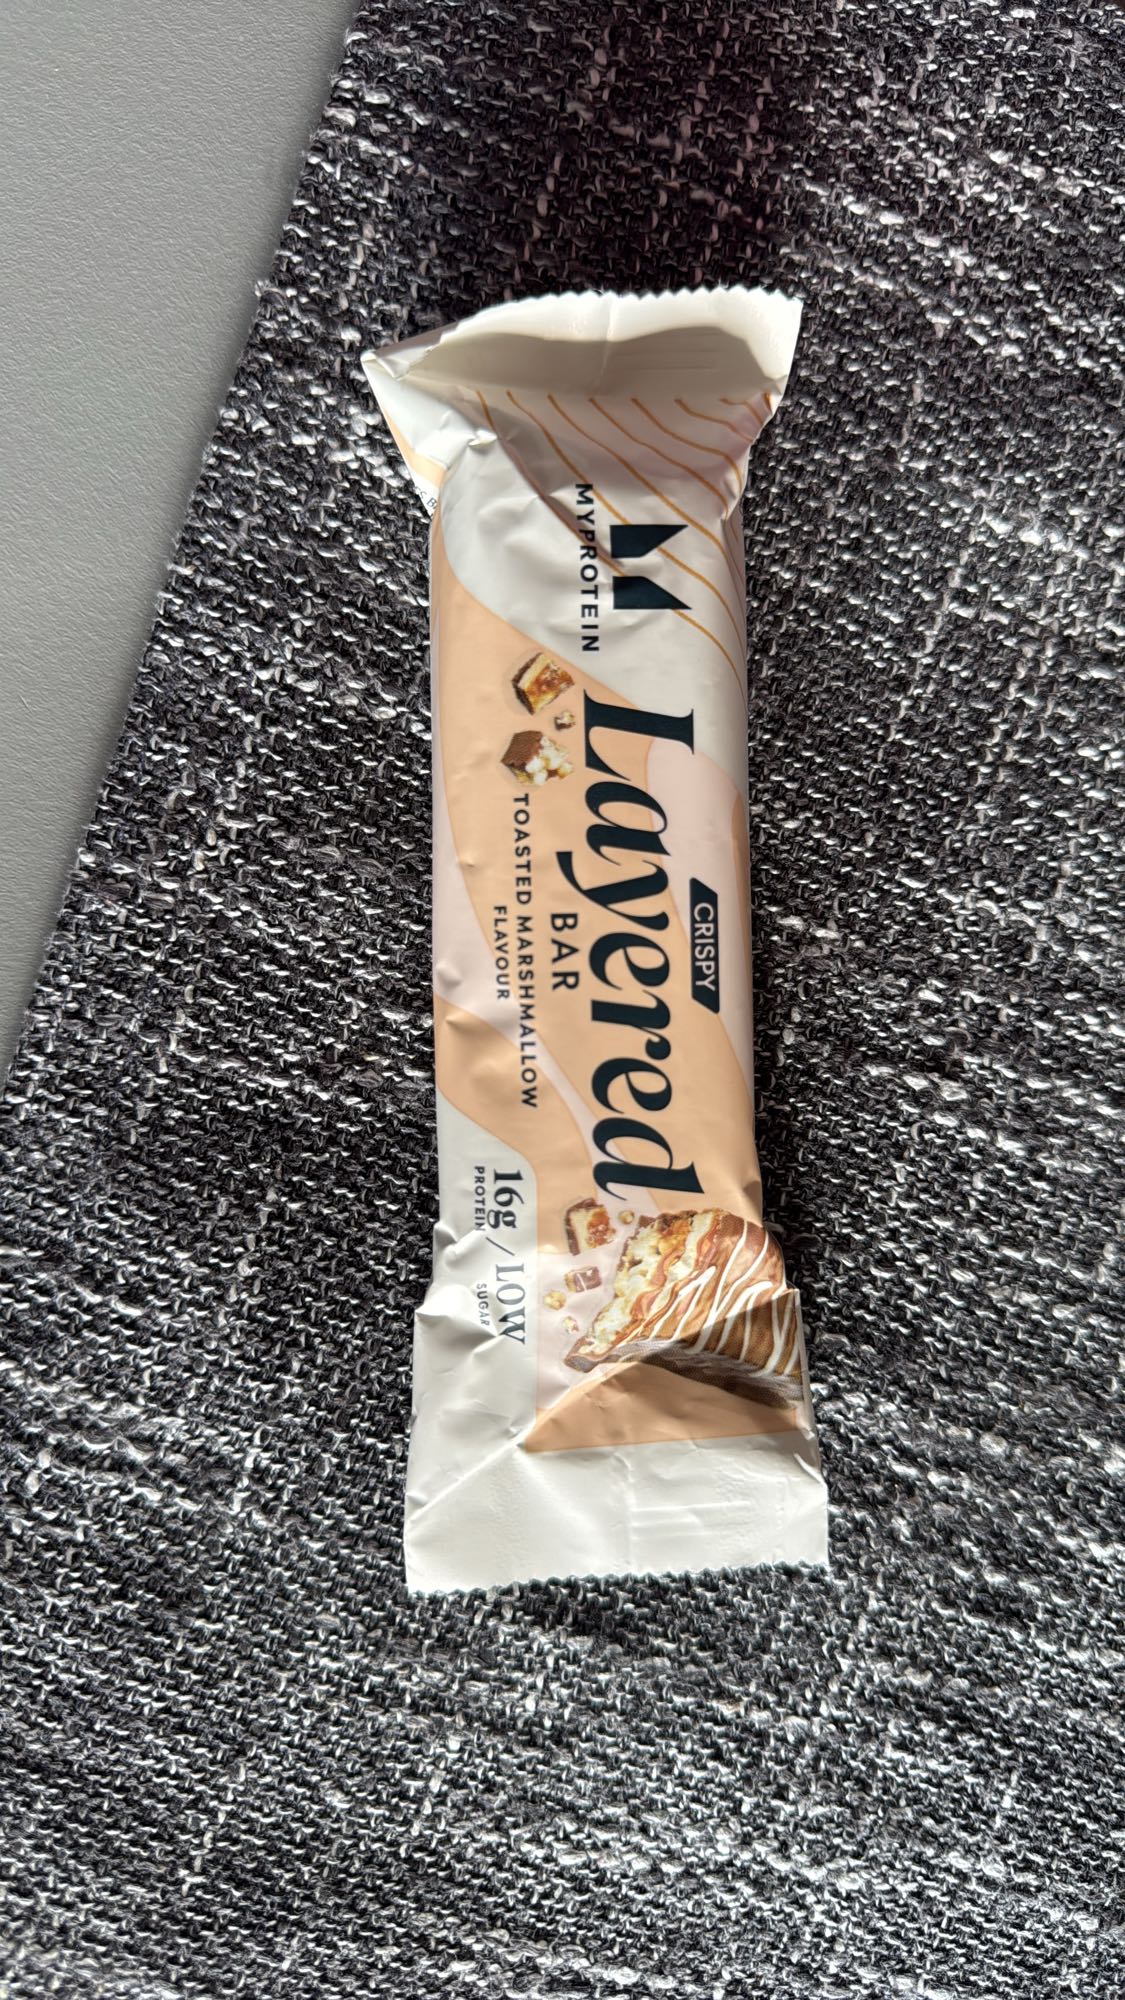 MYPROTEIN
CRISPY
Layered
BAR
TOASTED MARSHMALLOW
FLAVOUR
16g / LOW
PROTEIN SUGAR